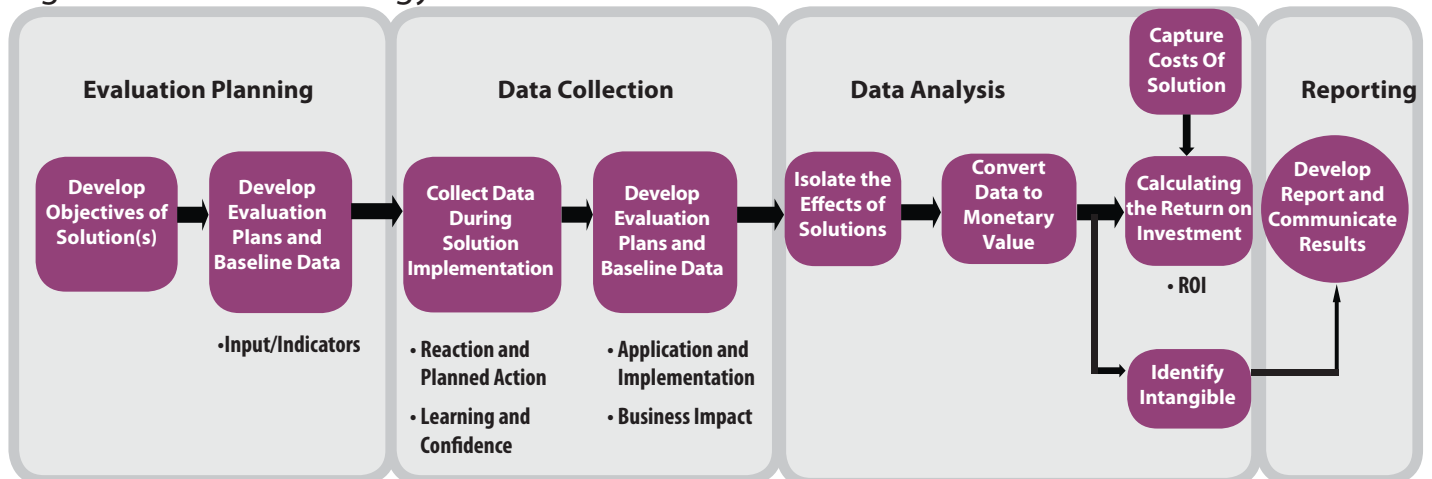 Evaluation Planning
Develop
Objectives of
Solution(s)
Develop
Evaluation
Plans and
Baseline Data
•Input/Indicators
Data Collection
Collect Data
During
Solution
Implementation
• Reaction and
Planned Action
• Learning and
Confidence
Develop
Evaluation
Plans and
Baseline Data
• Application and
Implementation
• Business Impact
Data Analysis
Isolate the
Effects of
Solutions
Convert
Data to
Monetary
Value
Capture
Costs Of
Solution
Calculating
the Return on
Investment
• ROI
Identify
Intangible
Reporting
Develop
Report and
Communicate
Results